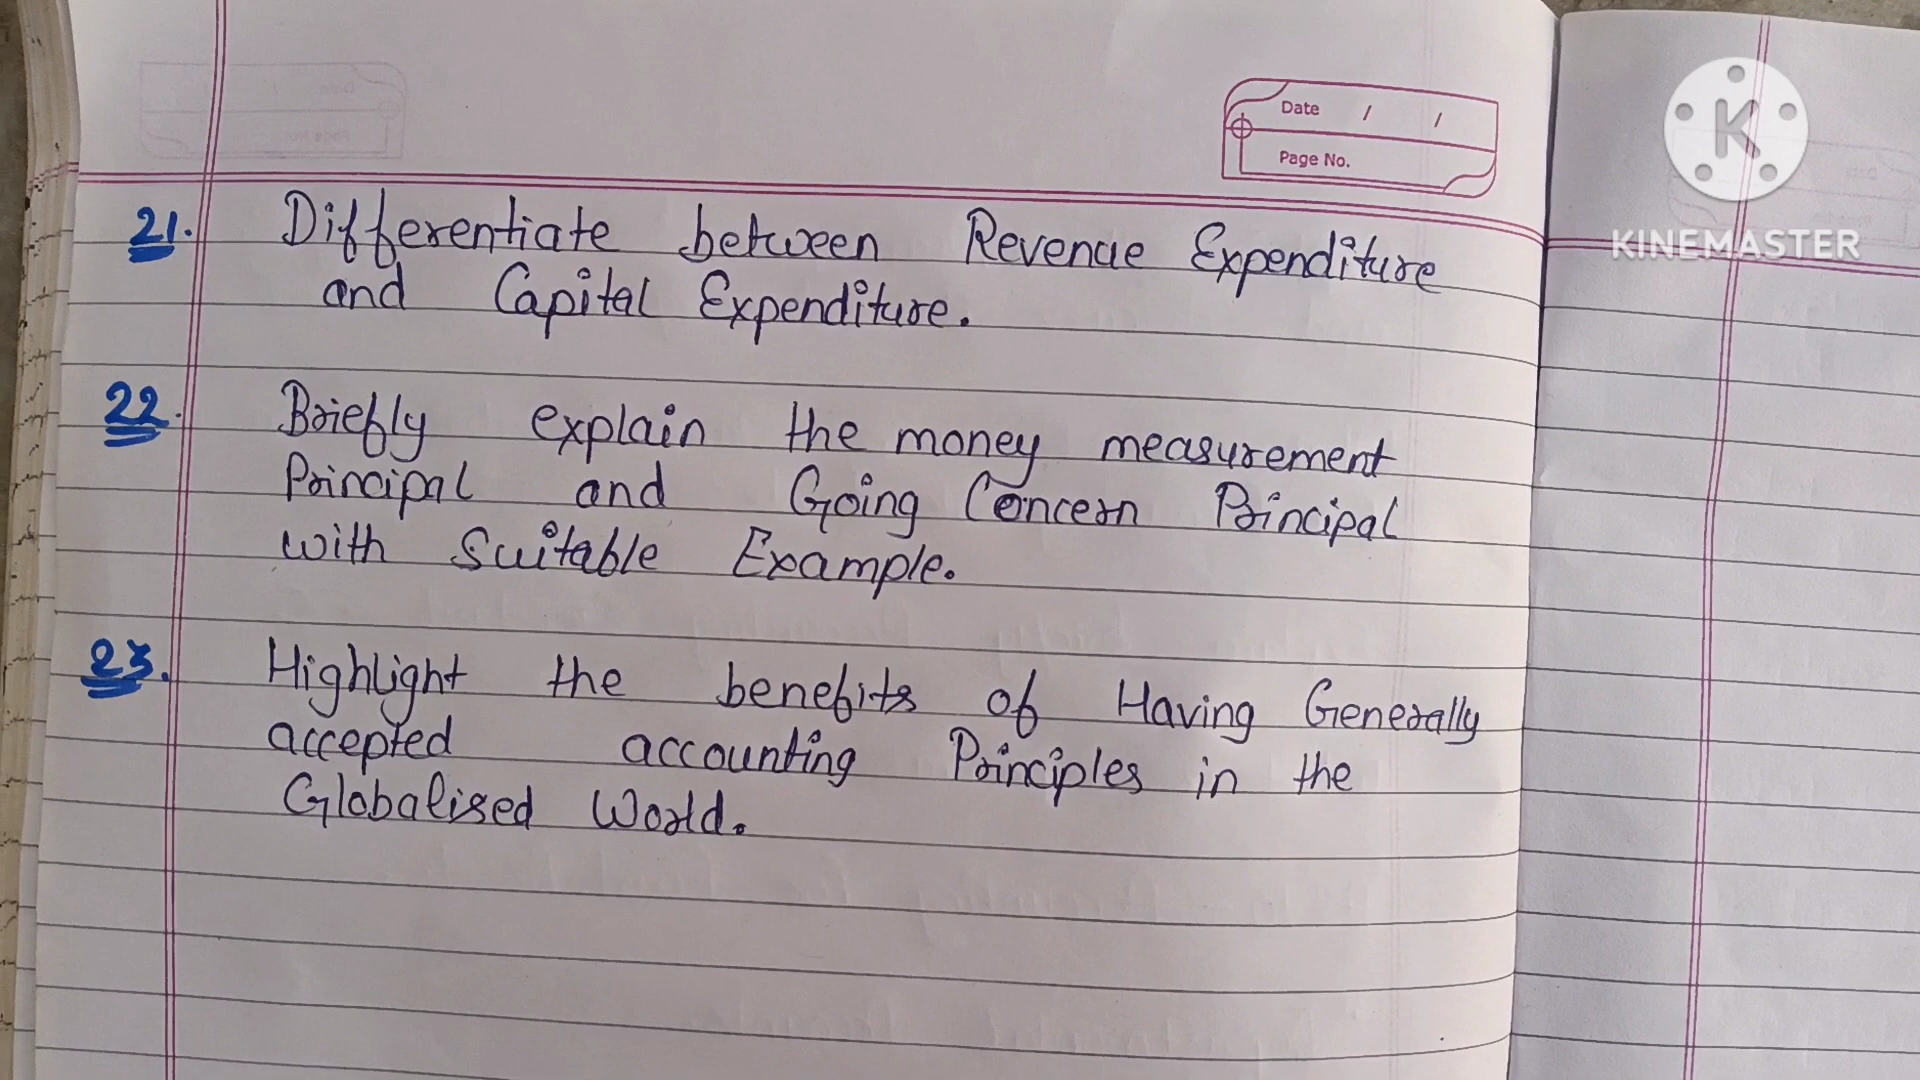 Date / /
Page No.
K
KINEMASTER
21. Differentiate between Revenue Expenditure
and Capital Expenditure.
22. Briefly explain the money measurement
Principal and Going Concern Principal
with Suitable Example.
23. Highlight the benefits of Having Generally
accepted accounting Principles in the
Globalised World.